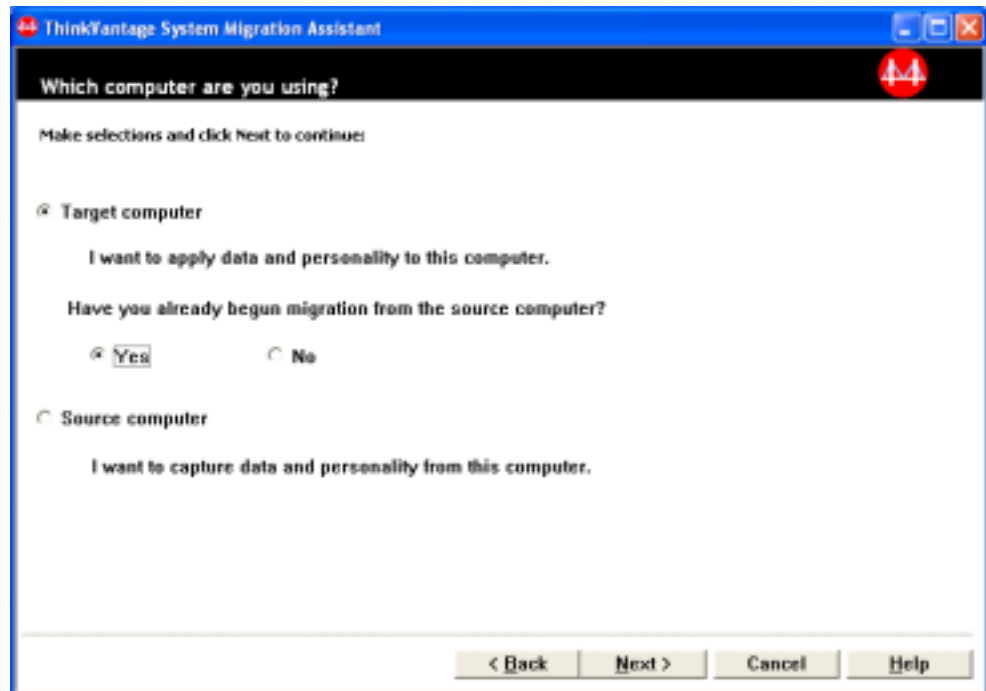 ThinkVantage System Migration Assistant
Which computer are you using?
Make selections and click Next to continue:
Target computer
I want to apply data and personality to this computer.
Have you already begun migration from the source computer?
Yes No
Source computer
I want to capture data and personality from this computer.
< Back Next > Cancel Help